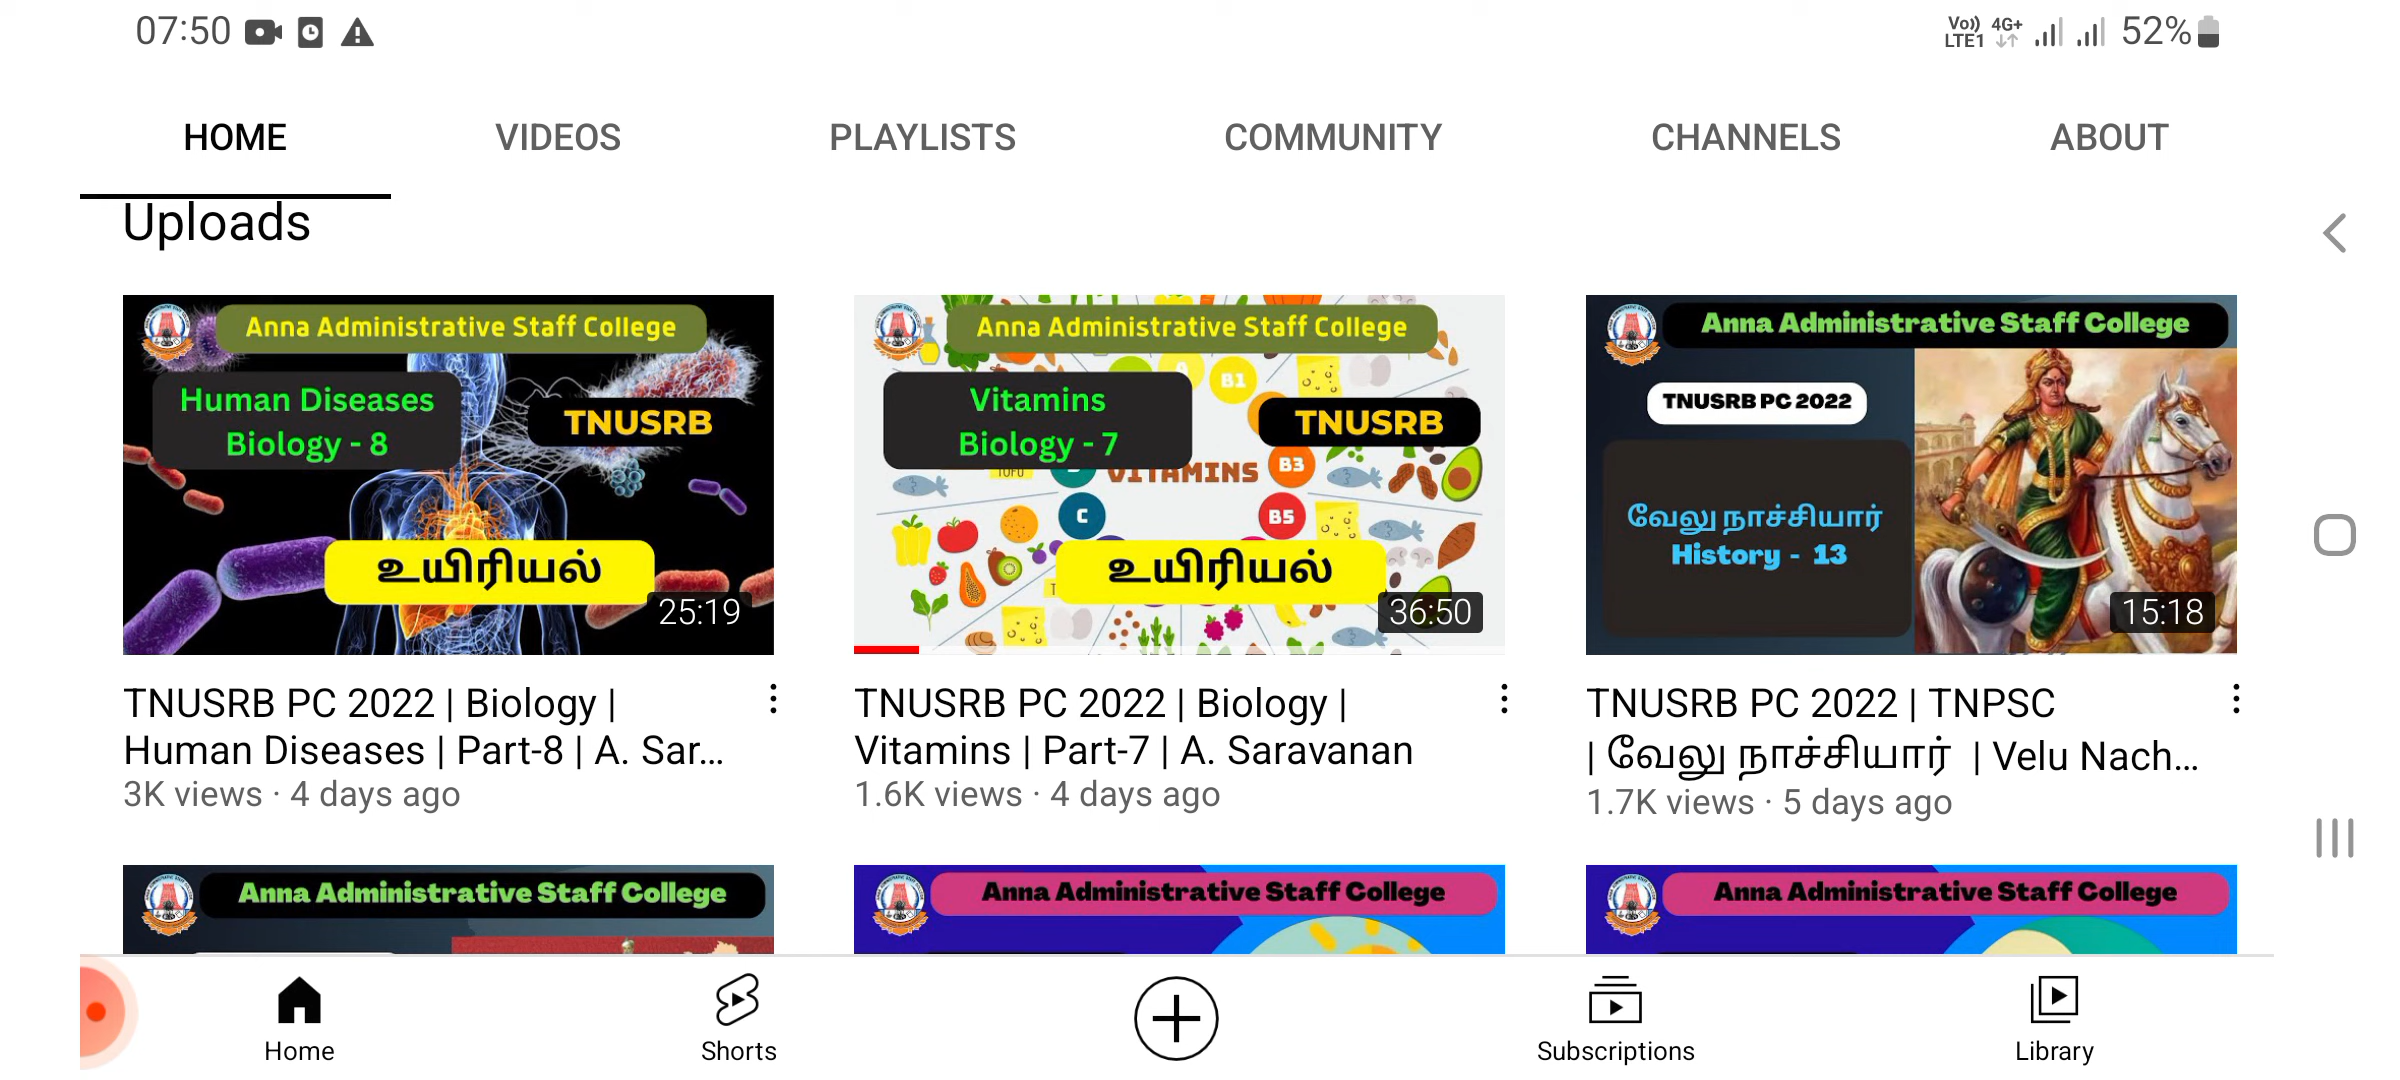 07:50
Vo)) LTE1 4G+ 52%
HOME VIDEOS PLAYLISTS COMMUNITY CHANNELS ABOUT
Uploads
Anna Administrative Staff College
Human Diseases
Biology - 8
TNUSRB
உயிரியல்
25:19
TNUSRB PC 2022 | Biology |
Human Diseases | Part-8 | A. Sar...
3K views · 4 days ago
Anna Administrative Staff College
Vitamins
Biology - 7
TNUSRB
B1
TOFU
VITAMINS
B3
C
B5
உயிரியல்
36:50
TNUSRB PC 2022 | Biology |
Vitamins | Part-7 | A. Saravanan
1.6K views · 4 days ago
Anna Administrative Staff College
TNUSRB PC 2022
வேலு நாச்சியார்
History - 13
15:18
TNUSRB PC 2022 | TNPSC
| வேலு நாச்சியார் | Velu Nach...
1.7K views · 5 days ago
Anna Administrative Staff College
Anna Administrative Staff College
Anna Administrative Staff College
Home Shorts Subscriptions Library